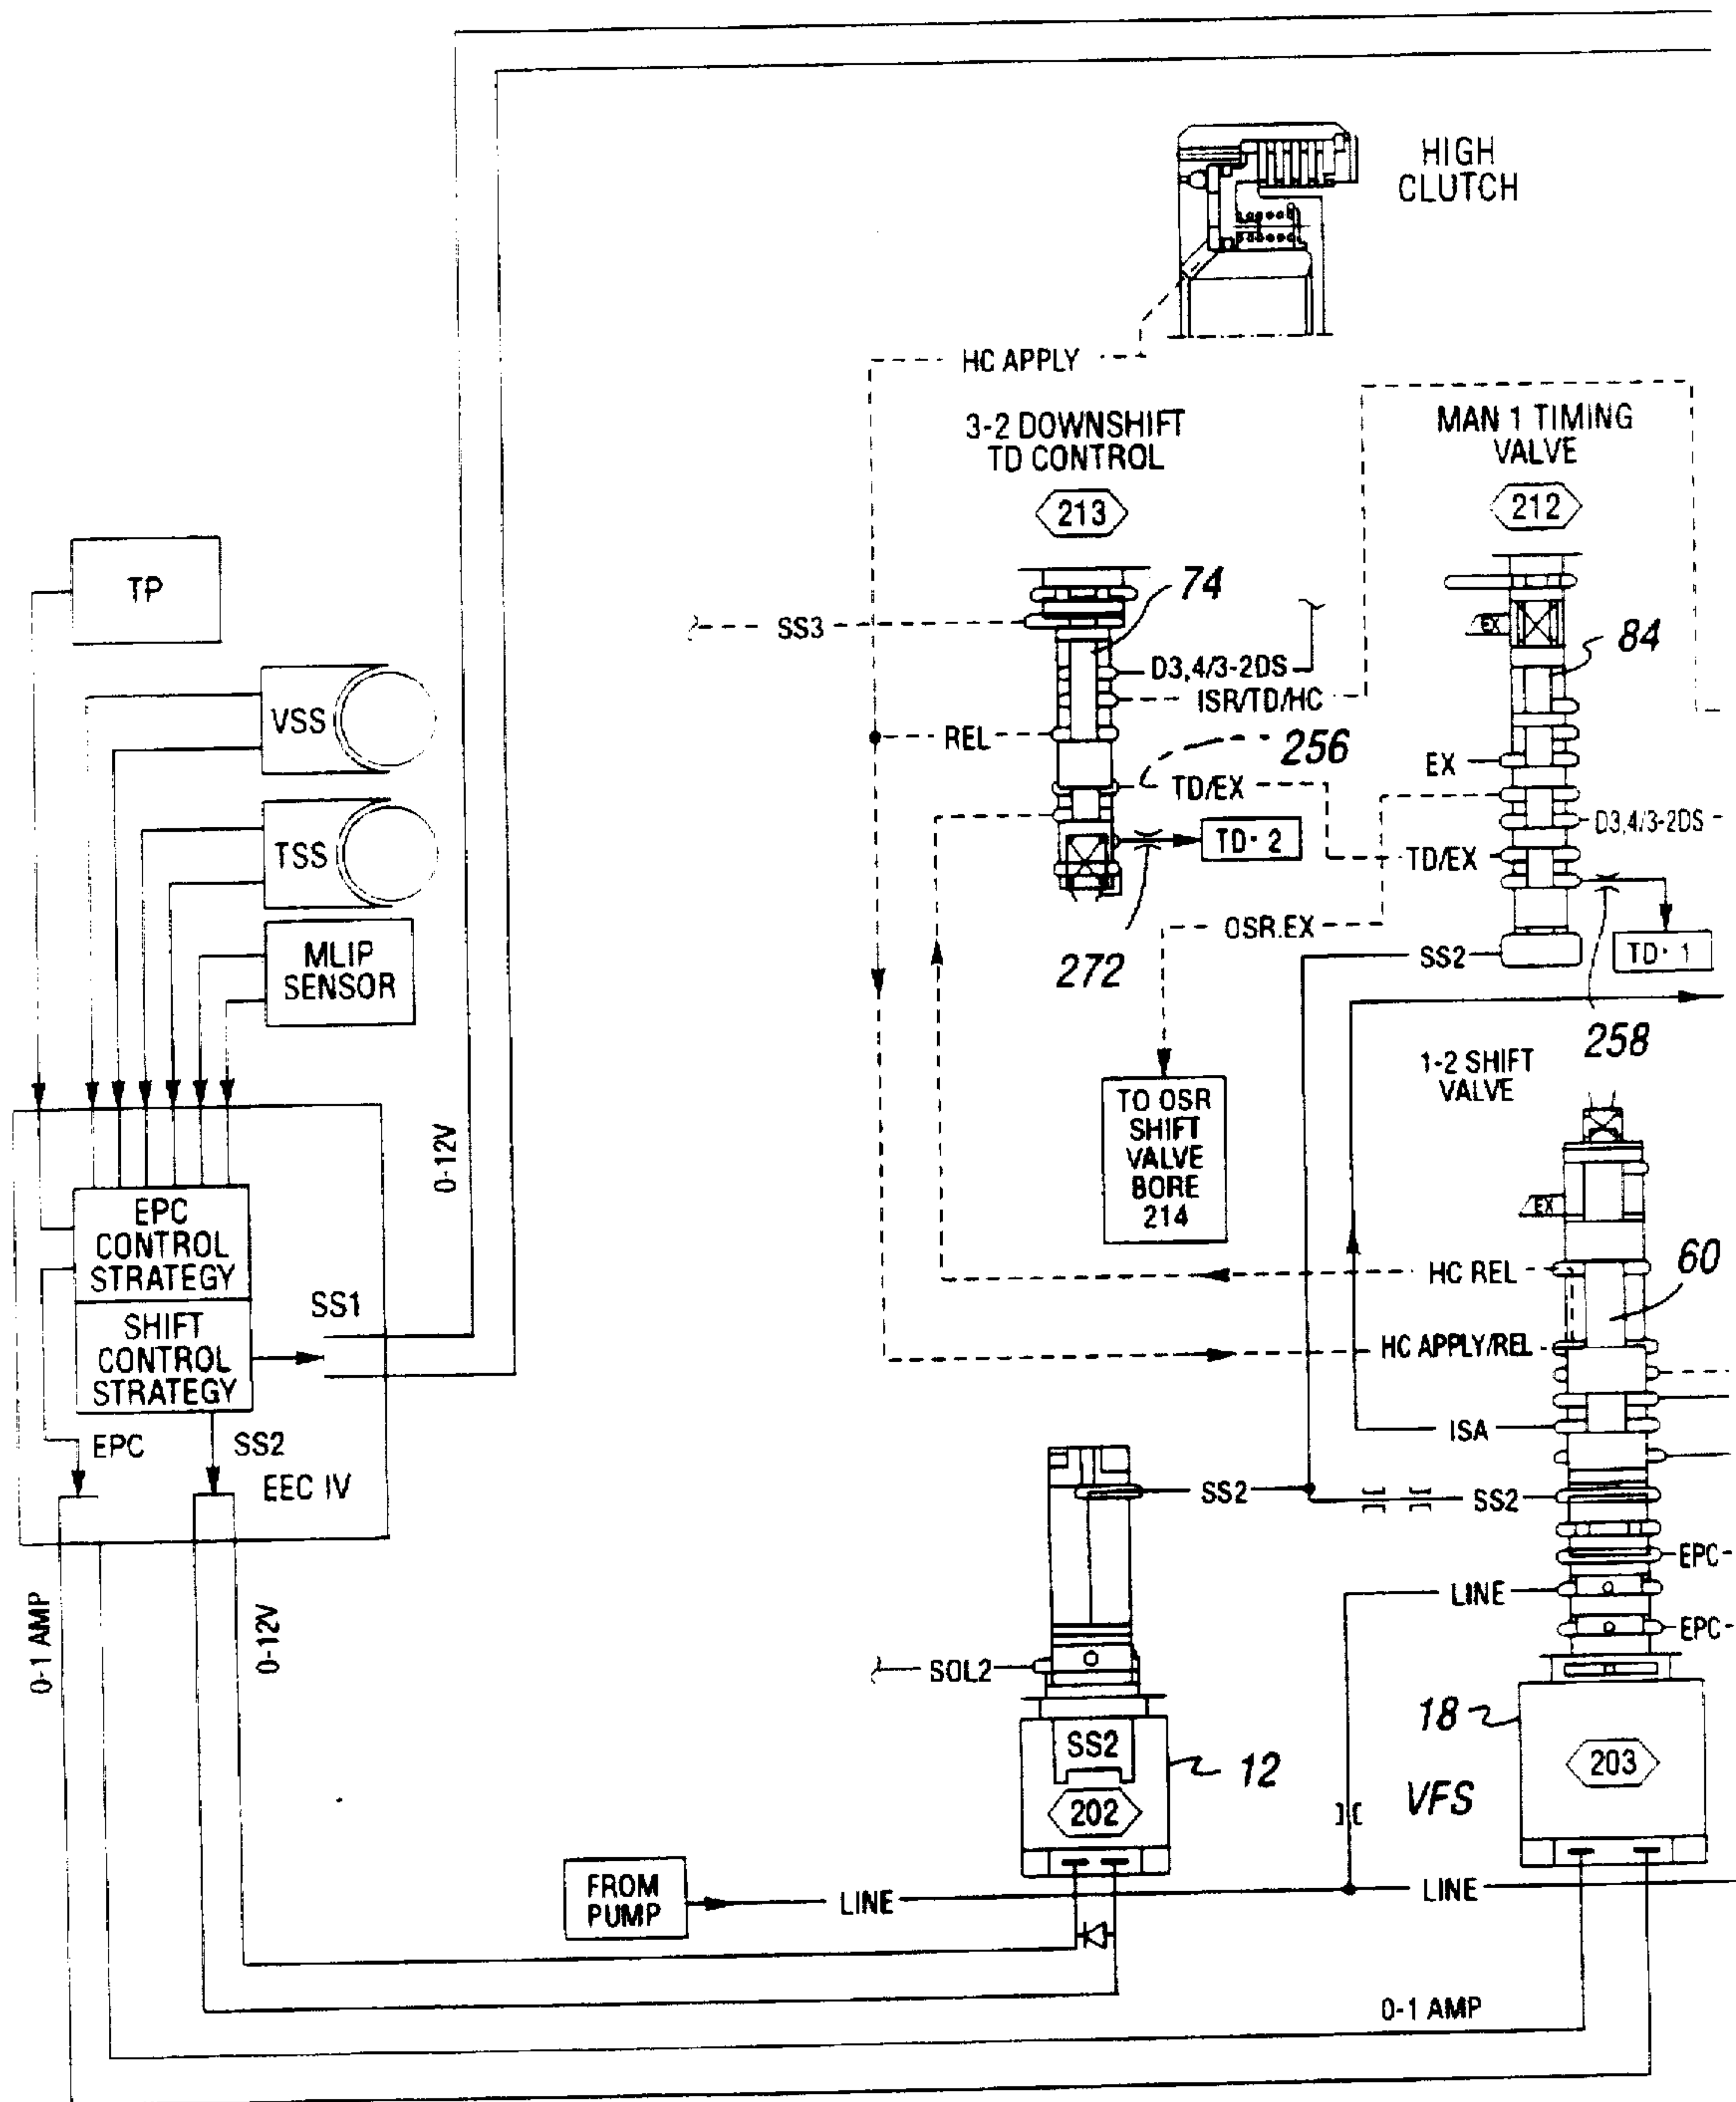 HIGH
CLUTCH
HC APPLY
3-2 DOWNSHIFT
TD CONTROL
213
MAN 1 TIMING
VALVE
212
TP
74
SS3
EX
84
D3,4/3-2DS
ISR/TD/HC
VSS
REL
256
EX
TD/EX
D3,4/3-2DS
TSS
TD·2
TD/EX
OSR.EX
MLIP
SENSOR
272
SS2
TD·1
258
1-2 SHIFT
VALVE
TO OSR
SHIFT
VALVE
BORE
214
0-12V
EX
EPC
CONTROL
STRATEGY
HC REL
60
SS1
SHIFT
CONTROL
STRATEGY
HC APPLY/REL
ISA
EPC
SS2
EEC IV
SS2
SS2
EPC
LINE
EPC
0-1 AMP
0-12V
SOL2
18
SS2
12
203
202
VFS
FROM
PUMP
LINE
LINE
0-1 AMP